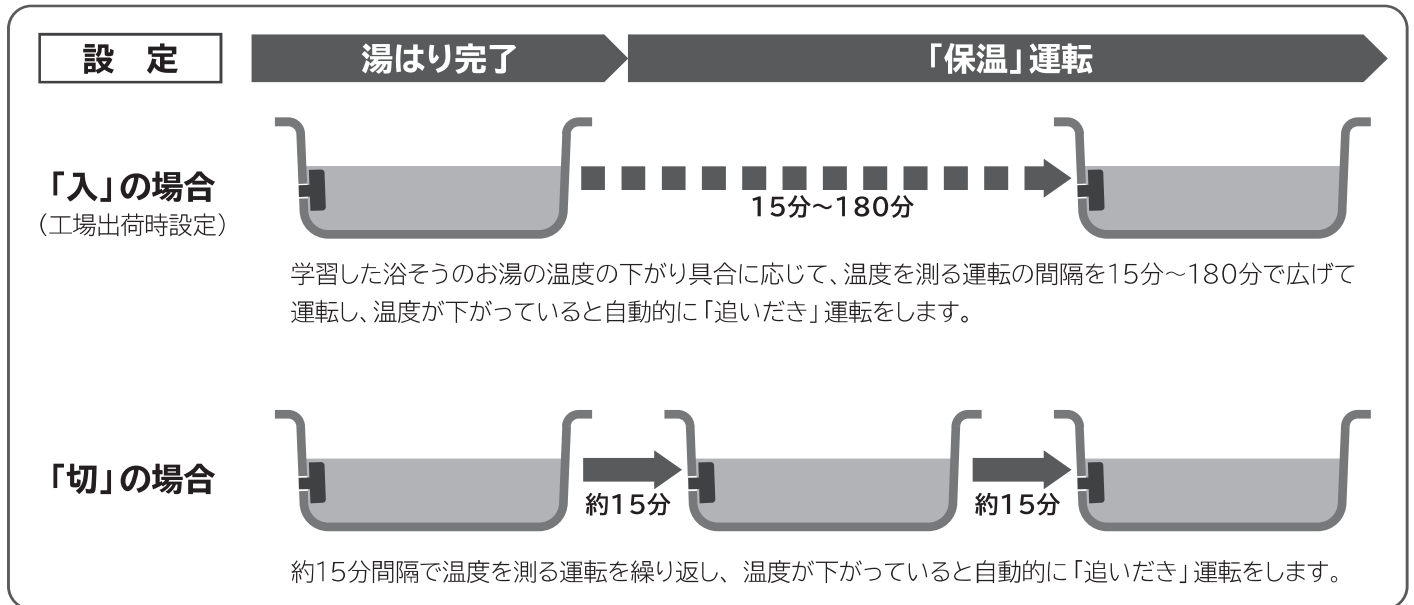 設 定
湯はり完了
「保温」運転
「入」の場合
(工場出荷時設定)
15分~180分
学習した浴そうのお湯の温度の下がり具合に応じて、温度を測る運転の間隔を15分~180分で広げて
運転し、温度が下がっていると自動的に「追いだき」運転をします。
「切」の場合
約15分
約15分
約15分間隔で温度を測る運転を繰り返し、温度が下がっていると自動的に「追いだき」運転をします。